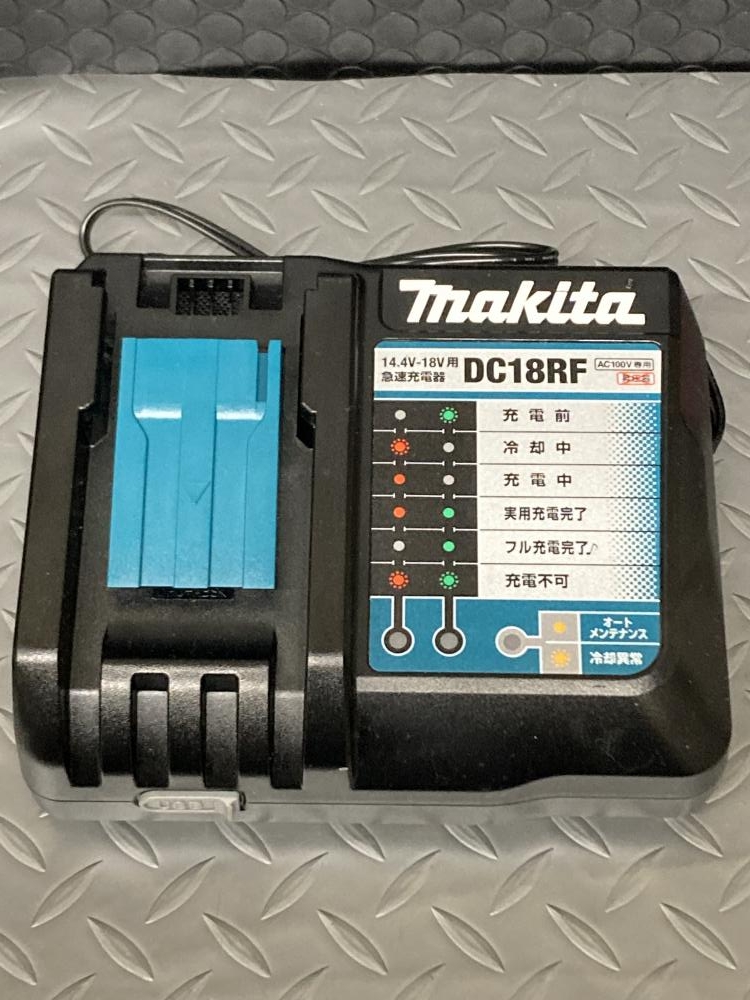 makita
14.4V-18V用
急速充電器
DC18RF
AC100V専用
充電前
冷却中
充電中
実用充電完了
フル充電完了♪
充電不可
オート
メンテナンス
冷却異常
USB